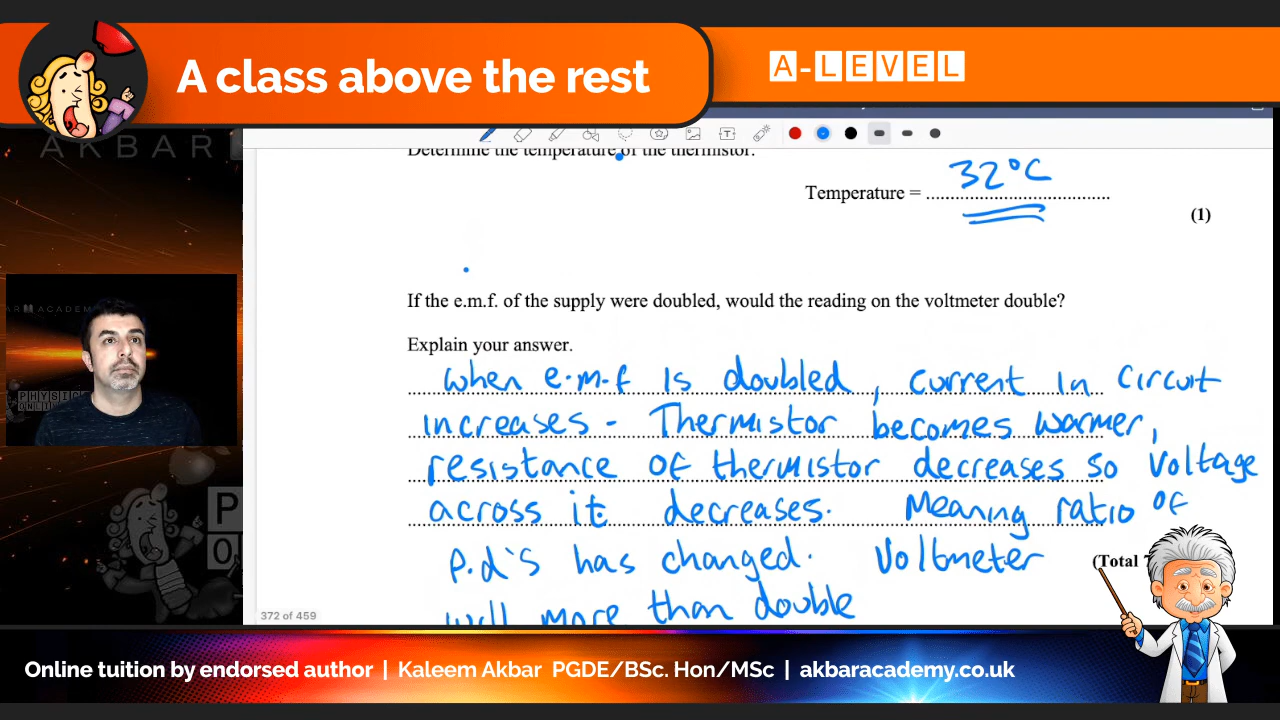 A class above the rest
A-LEVEL
AKBAR
Determine the temperature of the thermistor.
32°C
Temperature = ........................................
(1)
If the e.m.f. of the supply were doubled, would the reading on the voltmeter double?
Explain your answer.
When e.m.f is doubled, current in circuit
increases - Thermistor becomes warmer,
resistance of thermistor decreases so voltage
across it decreases. Meaning ratio of
p.d's has changed. Voltmeter
(Total 7
will more than double
372 of 459
Online tuition by endorsed author | Kaleem Akbar PGDE/BSc. Hon/MSc | akbaracademy.co.uk